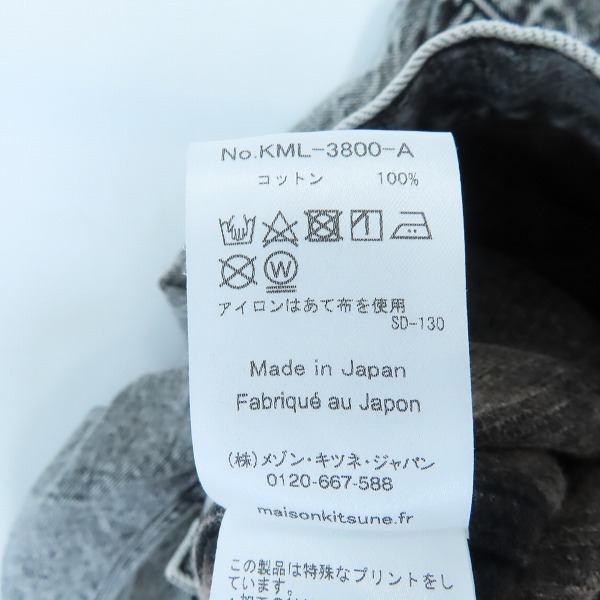 No.KML-3800-A
コットン 100%
W
アイロンはあて布を使用
SD-130
Made in Japan
Fabriqué au Japon
(株)メゾン・キツネ・ジャパン
0120-667-588
maisonkitsune.fr
この製品は特殊なプリントをし
ています。